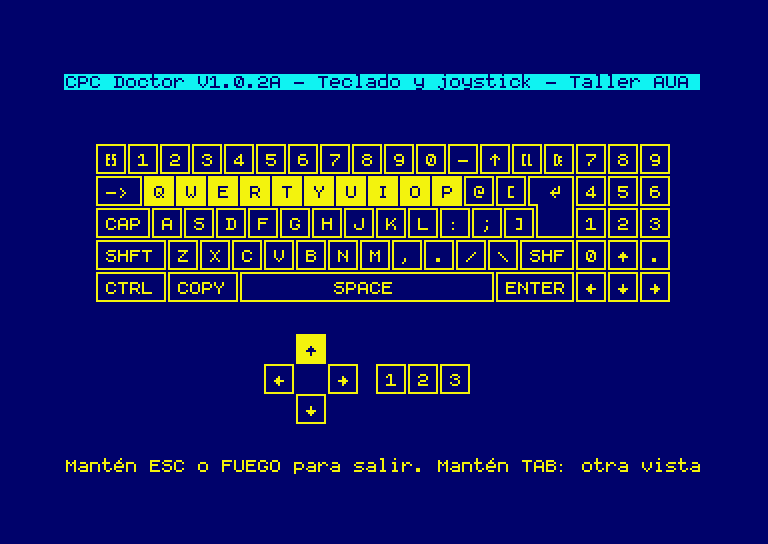 CPC Doctor V1.0.2A - Teclado y joystick - Taller AUA
1 2 3 4 5 6 7 8 9 0 - ↑ 7 8 9
-> Q W E R T Y U I O P @ [ ↲ 4 5 6
CAP A S D F G H J K L : ; ] 1 2 3
SHFT Z X C V B N M , . / \ SHF 0 ↑ .
CTRL COPY SPACE ENTER ← ↓ →
↑
← → 1 2 3
↓
Mantén ESC o FUEGO para salir. Mantén TAB: otra vista